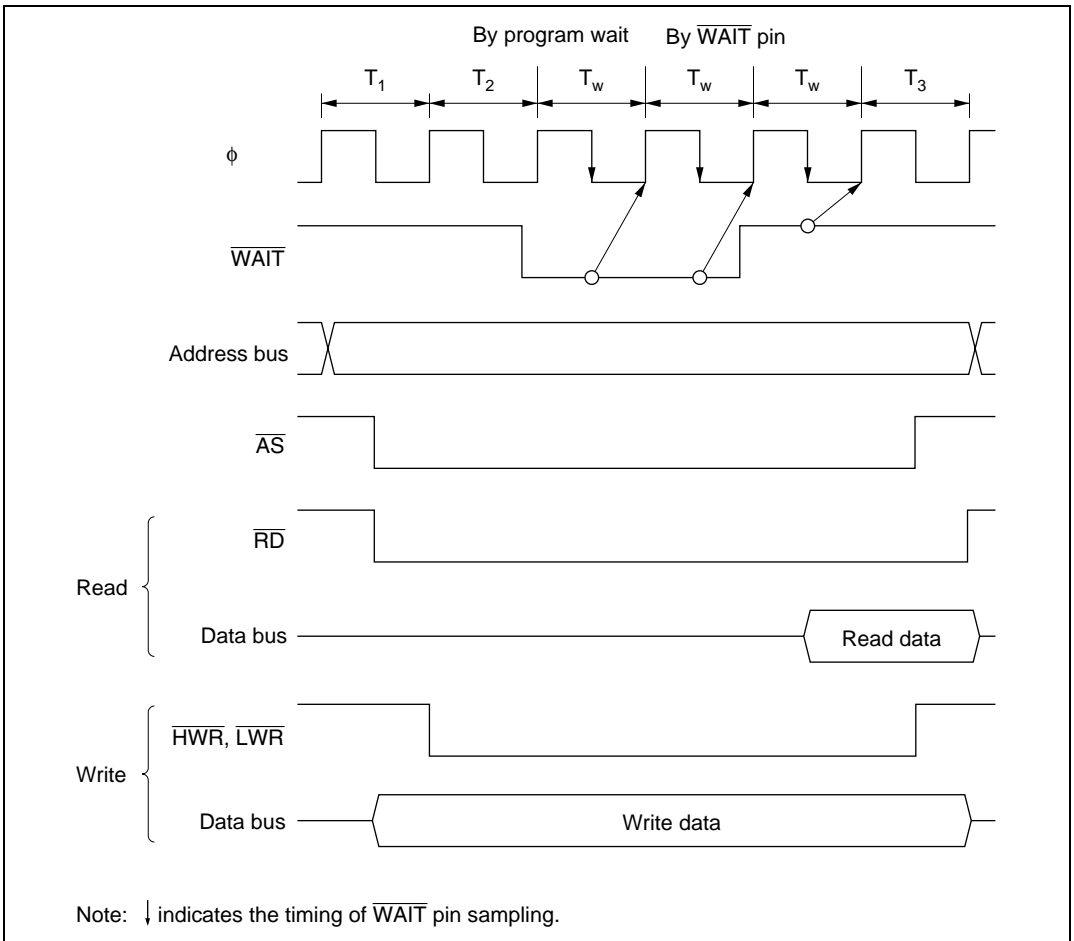 By program wait By WAIT pin
T1 T2 Tw Tw Tw T3
ϕ
WAIT
Address bus
AS
RD
Read
Data bus Read data
HWR, LWR
Write
Data bus Write data
Note: ↓ indicates the timing of WAIT pin sampling.